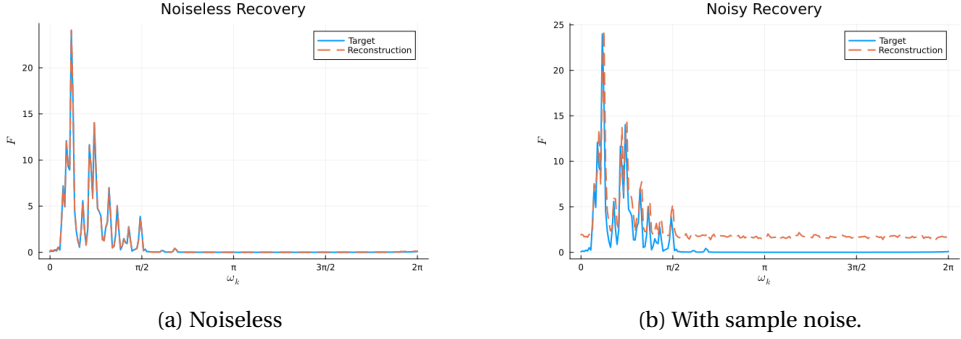 Noiseless Recovery
Target
Reconstruction
F
20
15
10
5
0
0
π/2
π
3π/2
2π
ω_k
(a) Noiseless
Noisy Recovery
Target
Reconstruction
F
25
20
15
10
5
0
0
π/2
π
3π/2
2π
ω_k
(b) With sample noise.